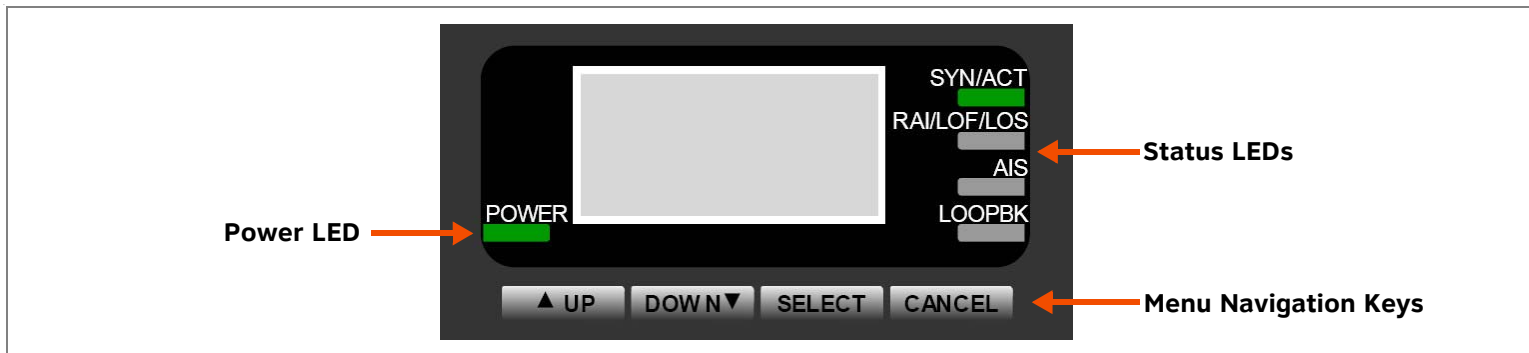 SYN/ACT
RAI/LOF/LOS
Status LEDs
AIS
POWER
LOOPBK
Power LED
▲ UP
DOWN▼
SELECT
CANCEL
Menu Navigation Keys